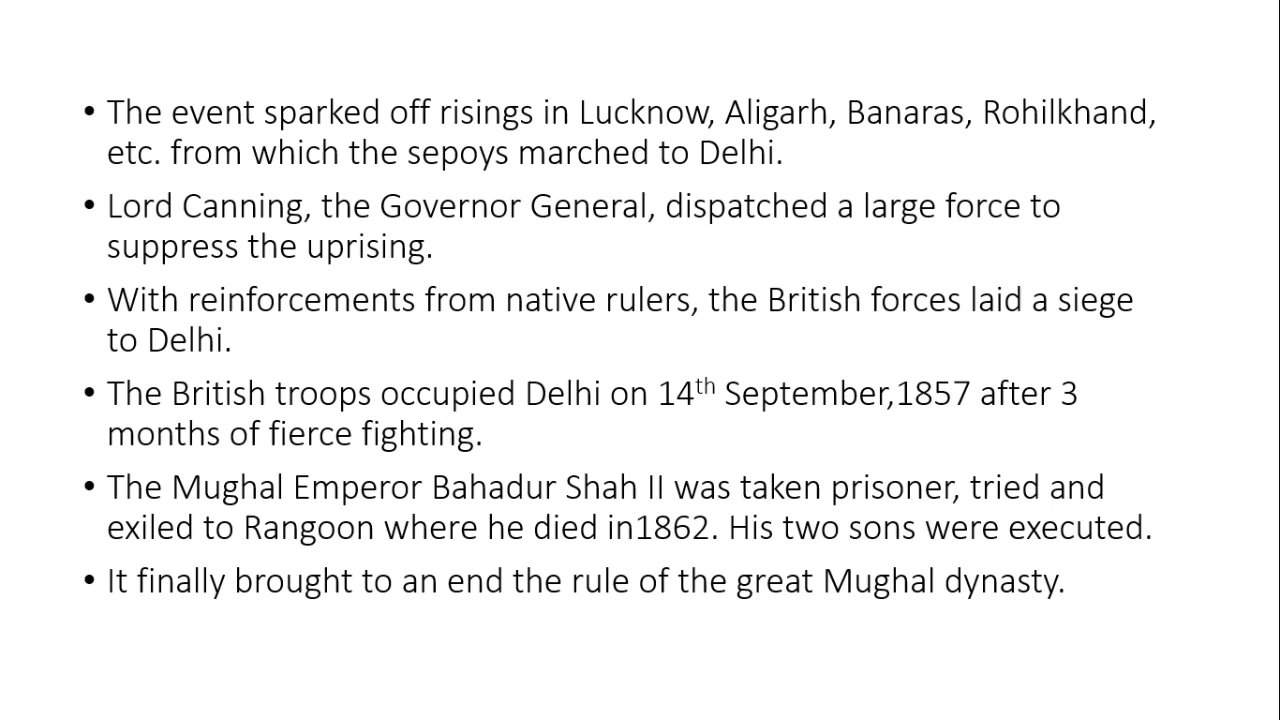 • The event sparked off risings in Lucknow, Aligarh, Banaras, Rohilkhand,
etc. from which the sepoys marched to Delhi.
• Lord Canning, the Governor General, dispatched a large force to
suppress the uprising.
• With reinforcements from native rulers, the British forces laid a siege
to Delhi.
• The British troops occupied Delhi on 14th September,1857 after 3
months of fierce fighting.
• The Mughal Emperor Bahadur Shah II was taken prisoner, tried and
exiled to Rangoon where he died in1862. His two sons were executed.
• It finally brought to an end the rule of the great Mughal dynasty.